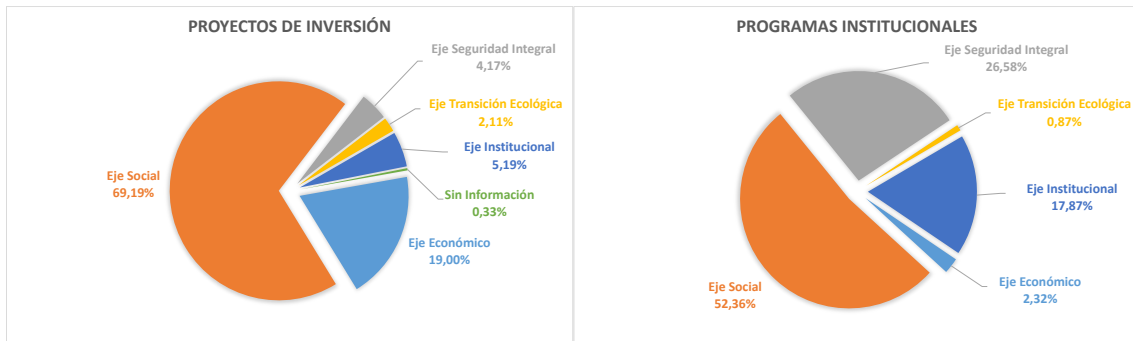 PROYECTOS DE INVERSIÓN
Eje Seguridad Integral
4,17%
Eje Transición Ecológica
2,11%
Eje Institucional
5,19%
Eje Social
69,19%
Sin Información
0,33%
Eje Económico
19,00%
PROGRAMAS INSTITUCIONALES
Eje Seguridad Integral
26,58%
Eje Transición Ecológica
0,87%
Eje Institucional
17,87%
Eje Económico
2,32%
Eje Social
52,36%